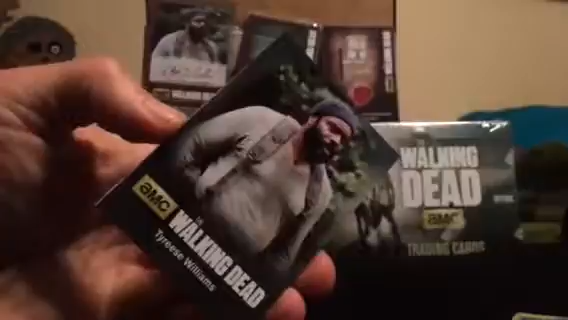 aMC
THE
WALKING DEAD
Tyreese Williams
WALKING
DEAD
aMC
TRADING CARDS